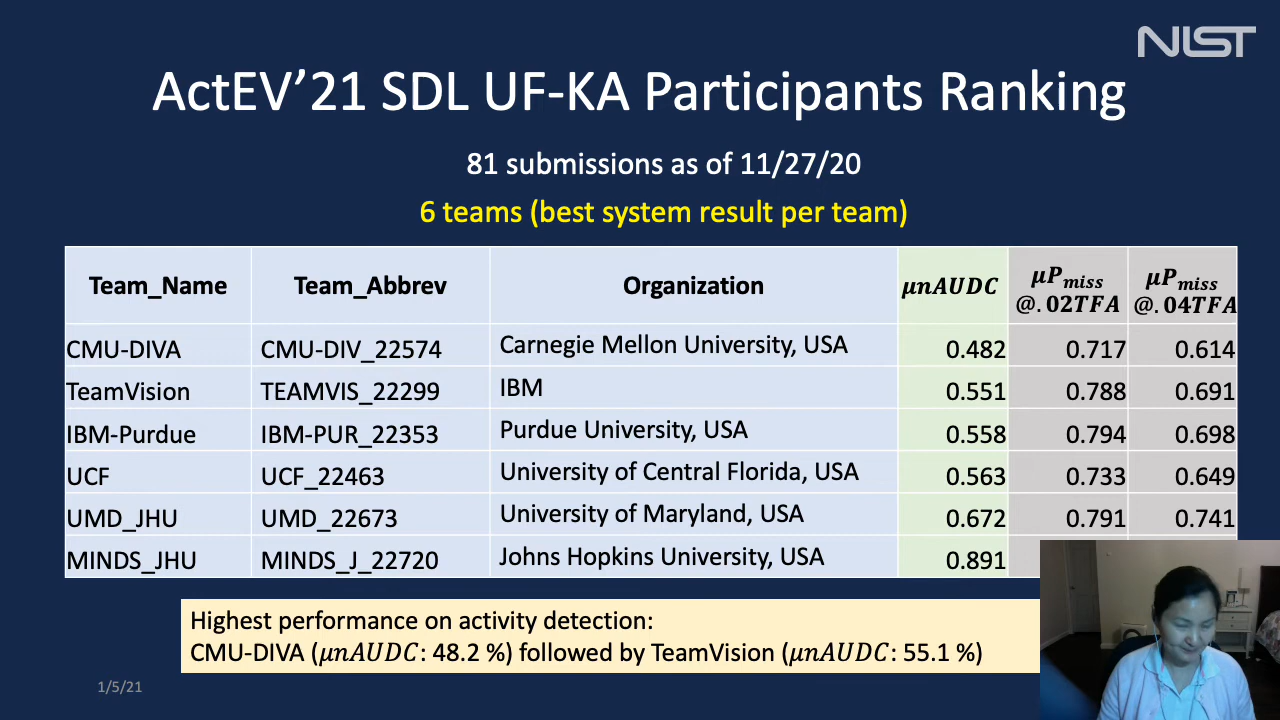 NIST
ActEV’21 SDL UF-KA Participants Ranking
81 submissions as of 11/27/20
6 teams (best system result per team)
Team_Name Team_Abbrev Organization μnAUDC μPmiss @.02TFA μPmiss @.04TFA
CMU-DIVA CMU-DIV_22574 Carnegie Mellon University, USA 0.482 0.717 0.614
TeamVision TEAMVIS_22299 IBM 0.551 0.788 0.691
IBM-Purdue IBM-PUR_22353 Purdue University, USA 0.558 0.794 0.698
UCF UCF_22463 University of Central Florida, USA 0.563 0.733 0.649
UMD_JHU UMD_22673 University of Maryland, USA 0.672 0.791 0.741
MINDS_JHU MINDS_J_22720 Johns Hopkins University, USA 0.891
Highest performance on activity detection:
CMU-DIVA (μnAUDC: 48.2 %) followed by TeamVision (μnAUDC: 55.1 %)
1/5/21